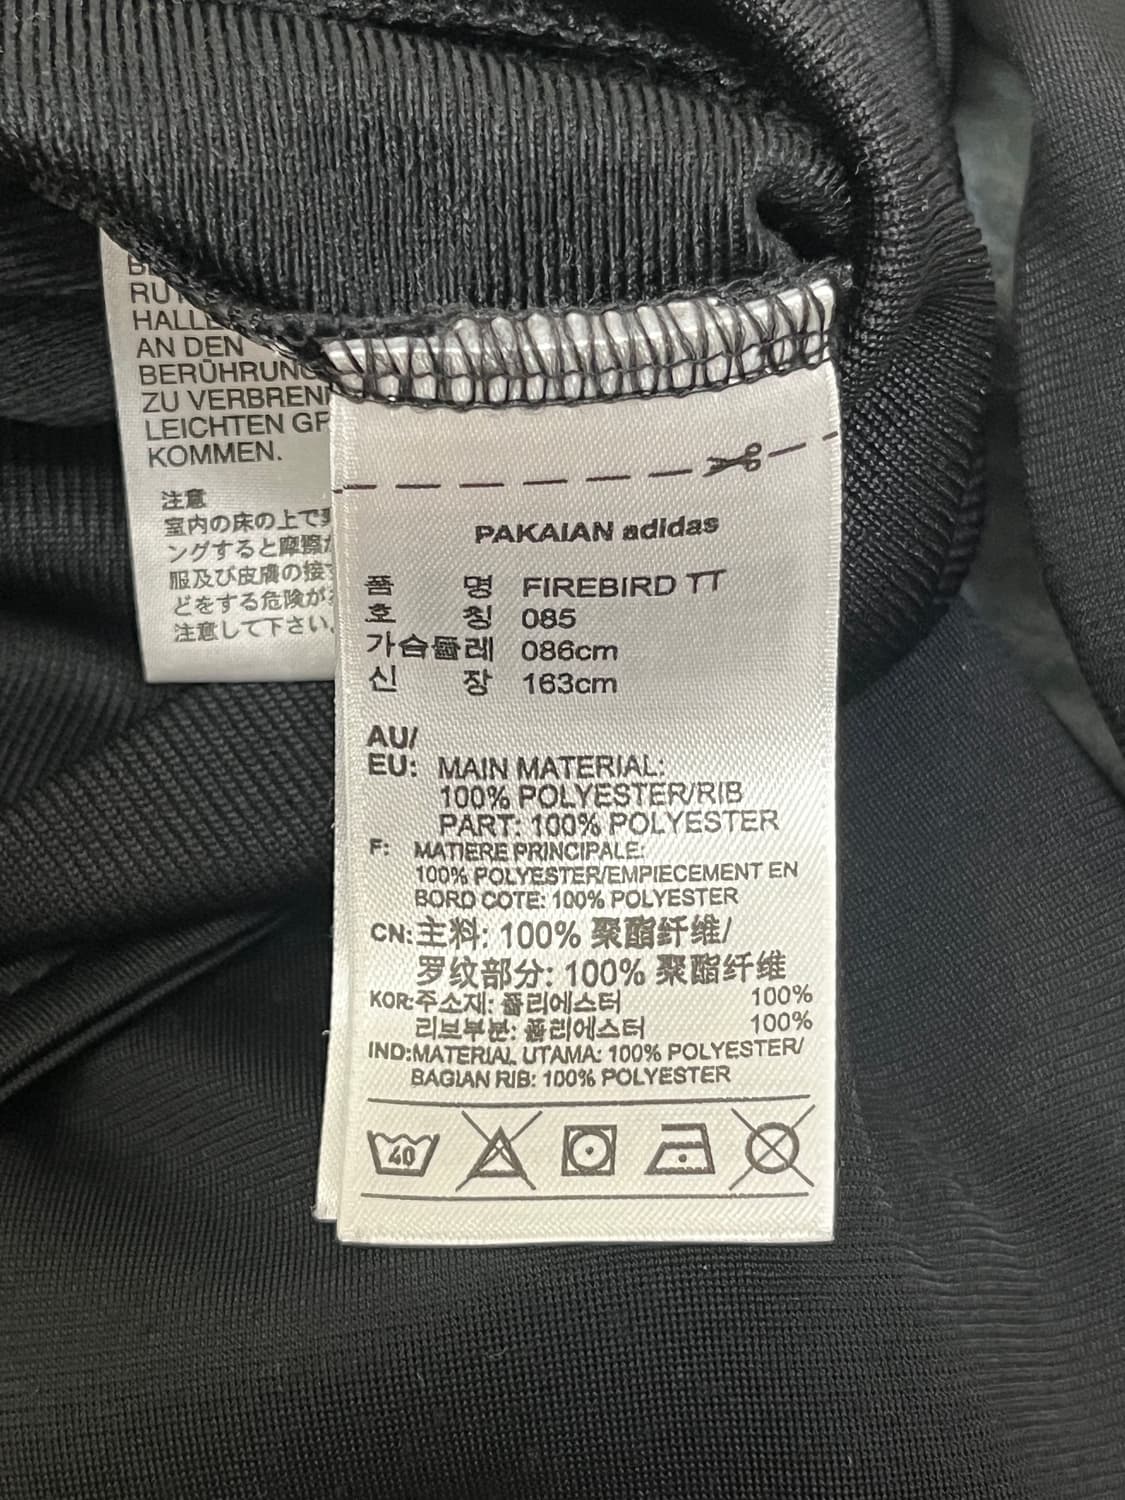 HALLE
AN DEN
BERÜHRUNG
ZU VERBREN
LEICHTEN GR
KOMMEN.
注意
室内の床の上で
ングすると摩擦
服及び皮膚の接
どをする危険が
注意して下さい。
PAKAIAN adidas
품 명 FIREBIRD TT
호 칭 085
가슴둘레 086cm
신 장 163cm
AU/
EU: MAIN MATERIAL:
100% POLYESTER/RIB
PART: 100% POLYESTER
F: MATIERE PRINCIPALE:
100% POLYESTER/EMPIECEMENT EN
BORD COTE: 100% POLYESTER
CN:主料: 100% 聚酯纤维/
罗纹部分: 100% 聚酯纤维
KOR:주소재: 폴리에스터 100%
리브부분: 폴리에스터 100%
IND:MATERIAL UTAMA: 100% POLYESTER/
BAGIAN RIB: 100% POLYESTER
40